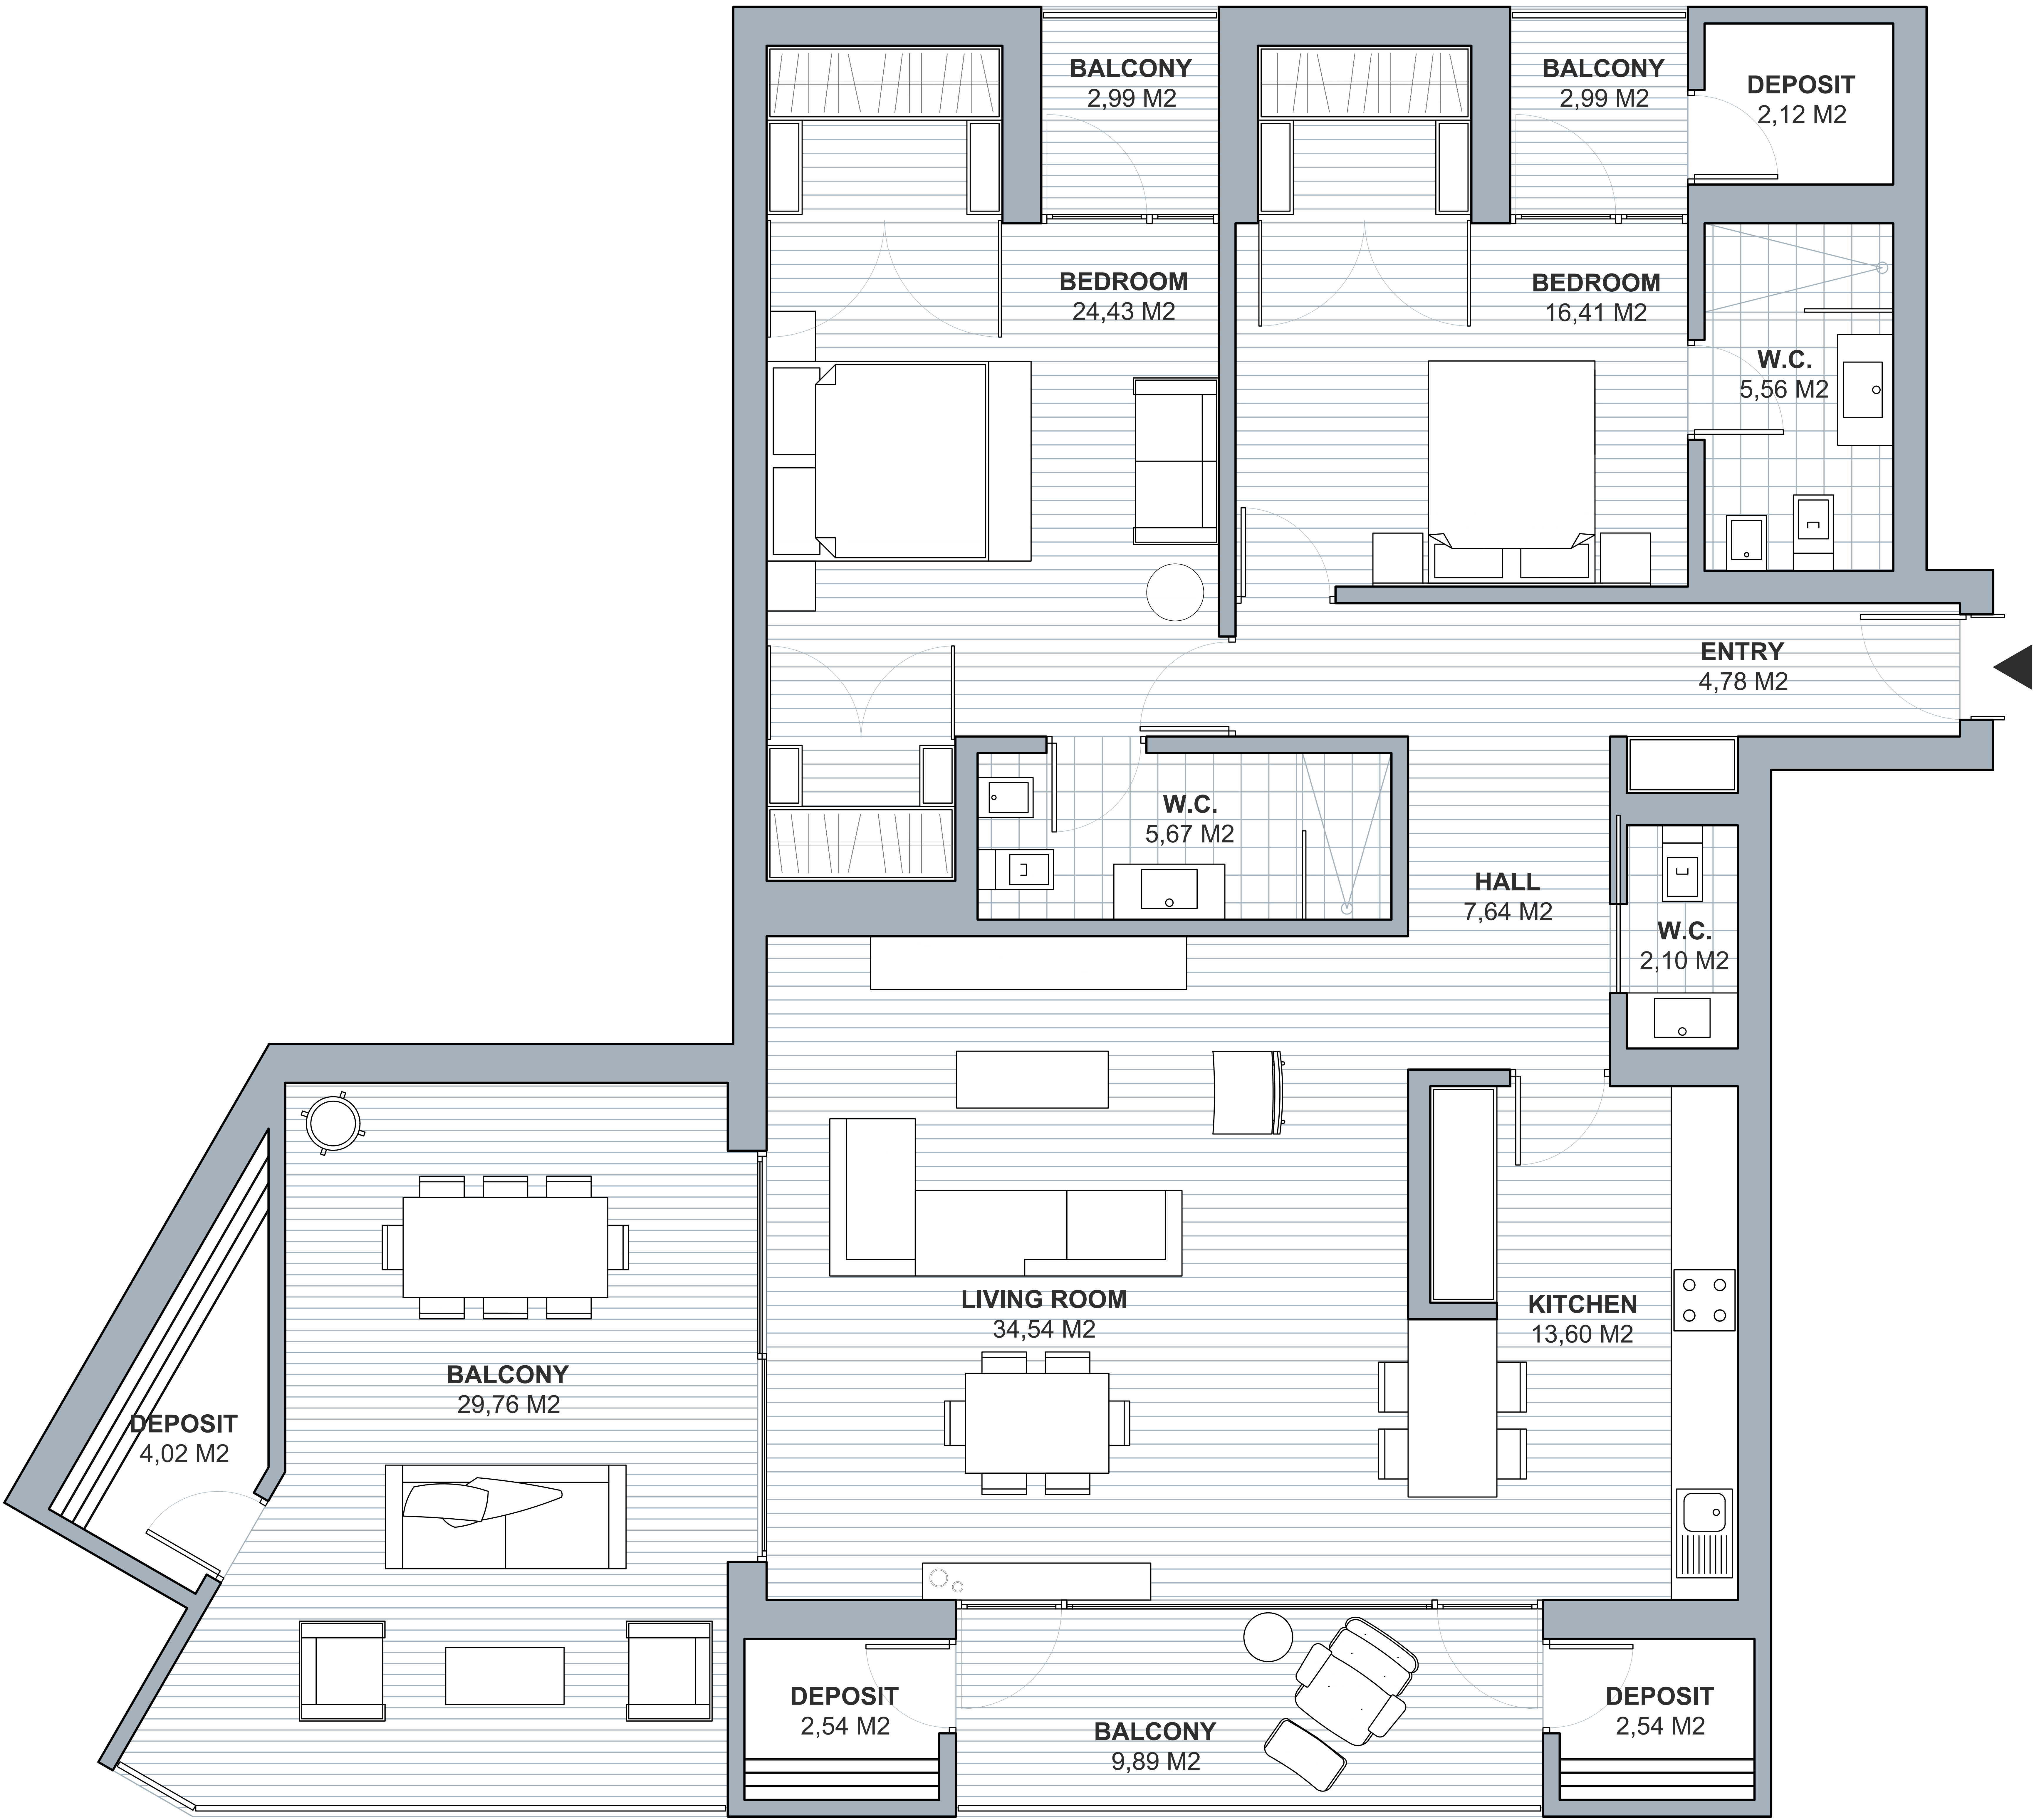 BALCONY
2,99 M2
BALCONY
2,99 M2
DEPOSIT
2,12 M2
BEDROOM
24,43 M2
BEDROOM
16,41 M2
W.C.
5,56 M2
ENTRY
4,78 M2
W.C.
5,67 M2
HALL
7,64 M2
W.C.
2,10 M2
LIVING ROOM
34,54 M2
KITCHEN
13,60 M2
BALCONY
29,76 M2
DEPOSIT
4,02 M2
DEPOSIT
2,54 M2
BALCONY
9,89 M2
DEPOSIT
2,54 M2